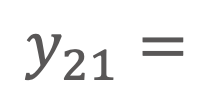 y₂₁ =